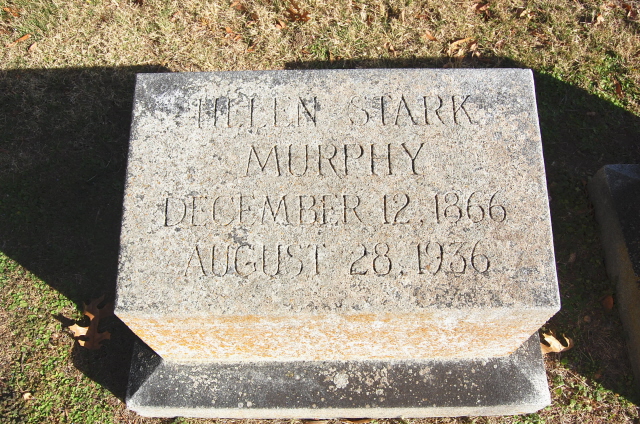 HELEN STARK
MURPHY
DECEMBER 12, 1866
AUGUST 28, 1936